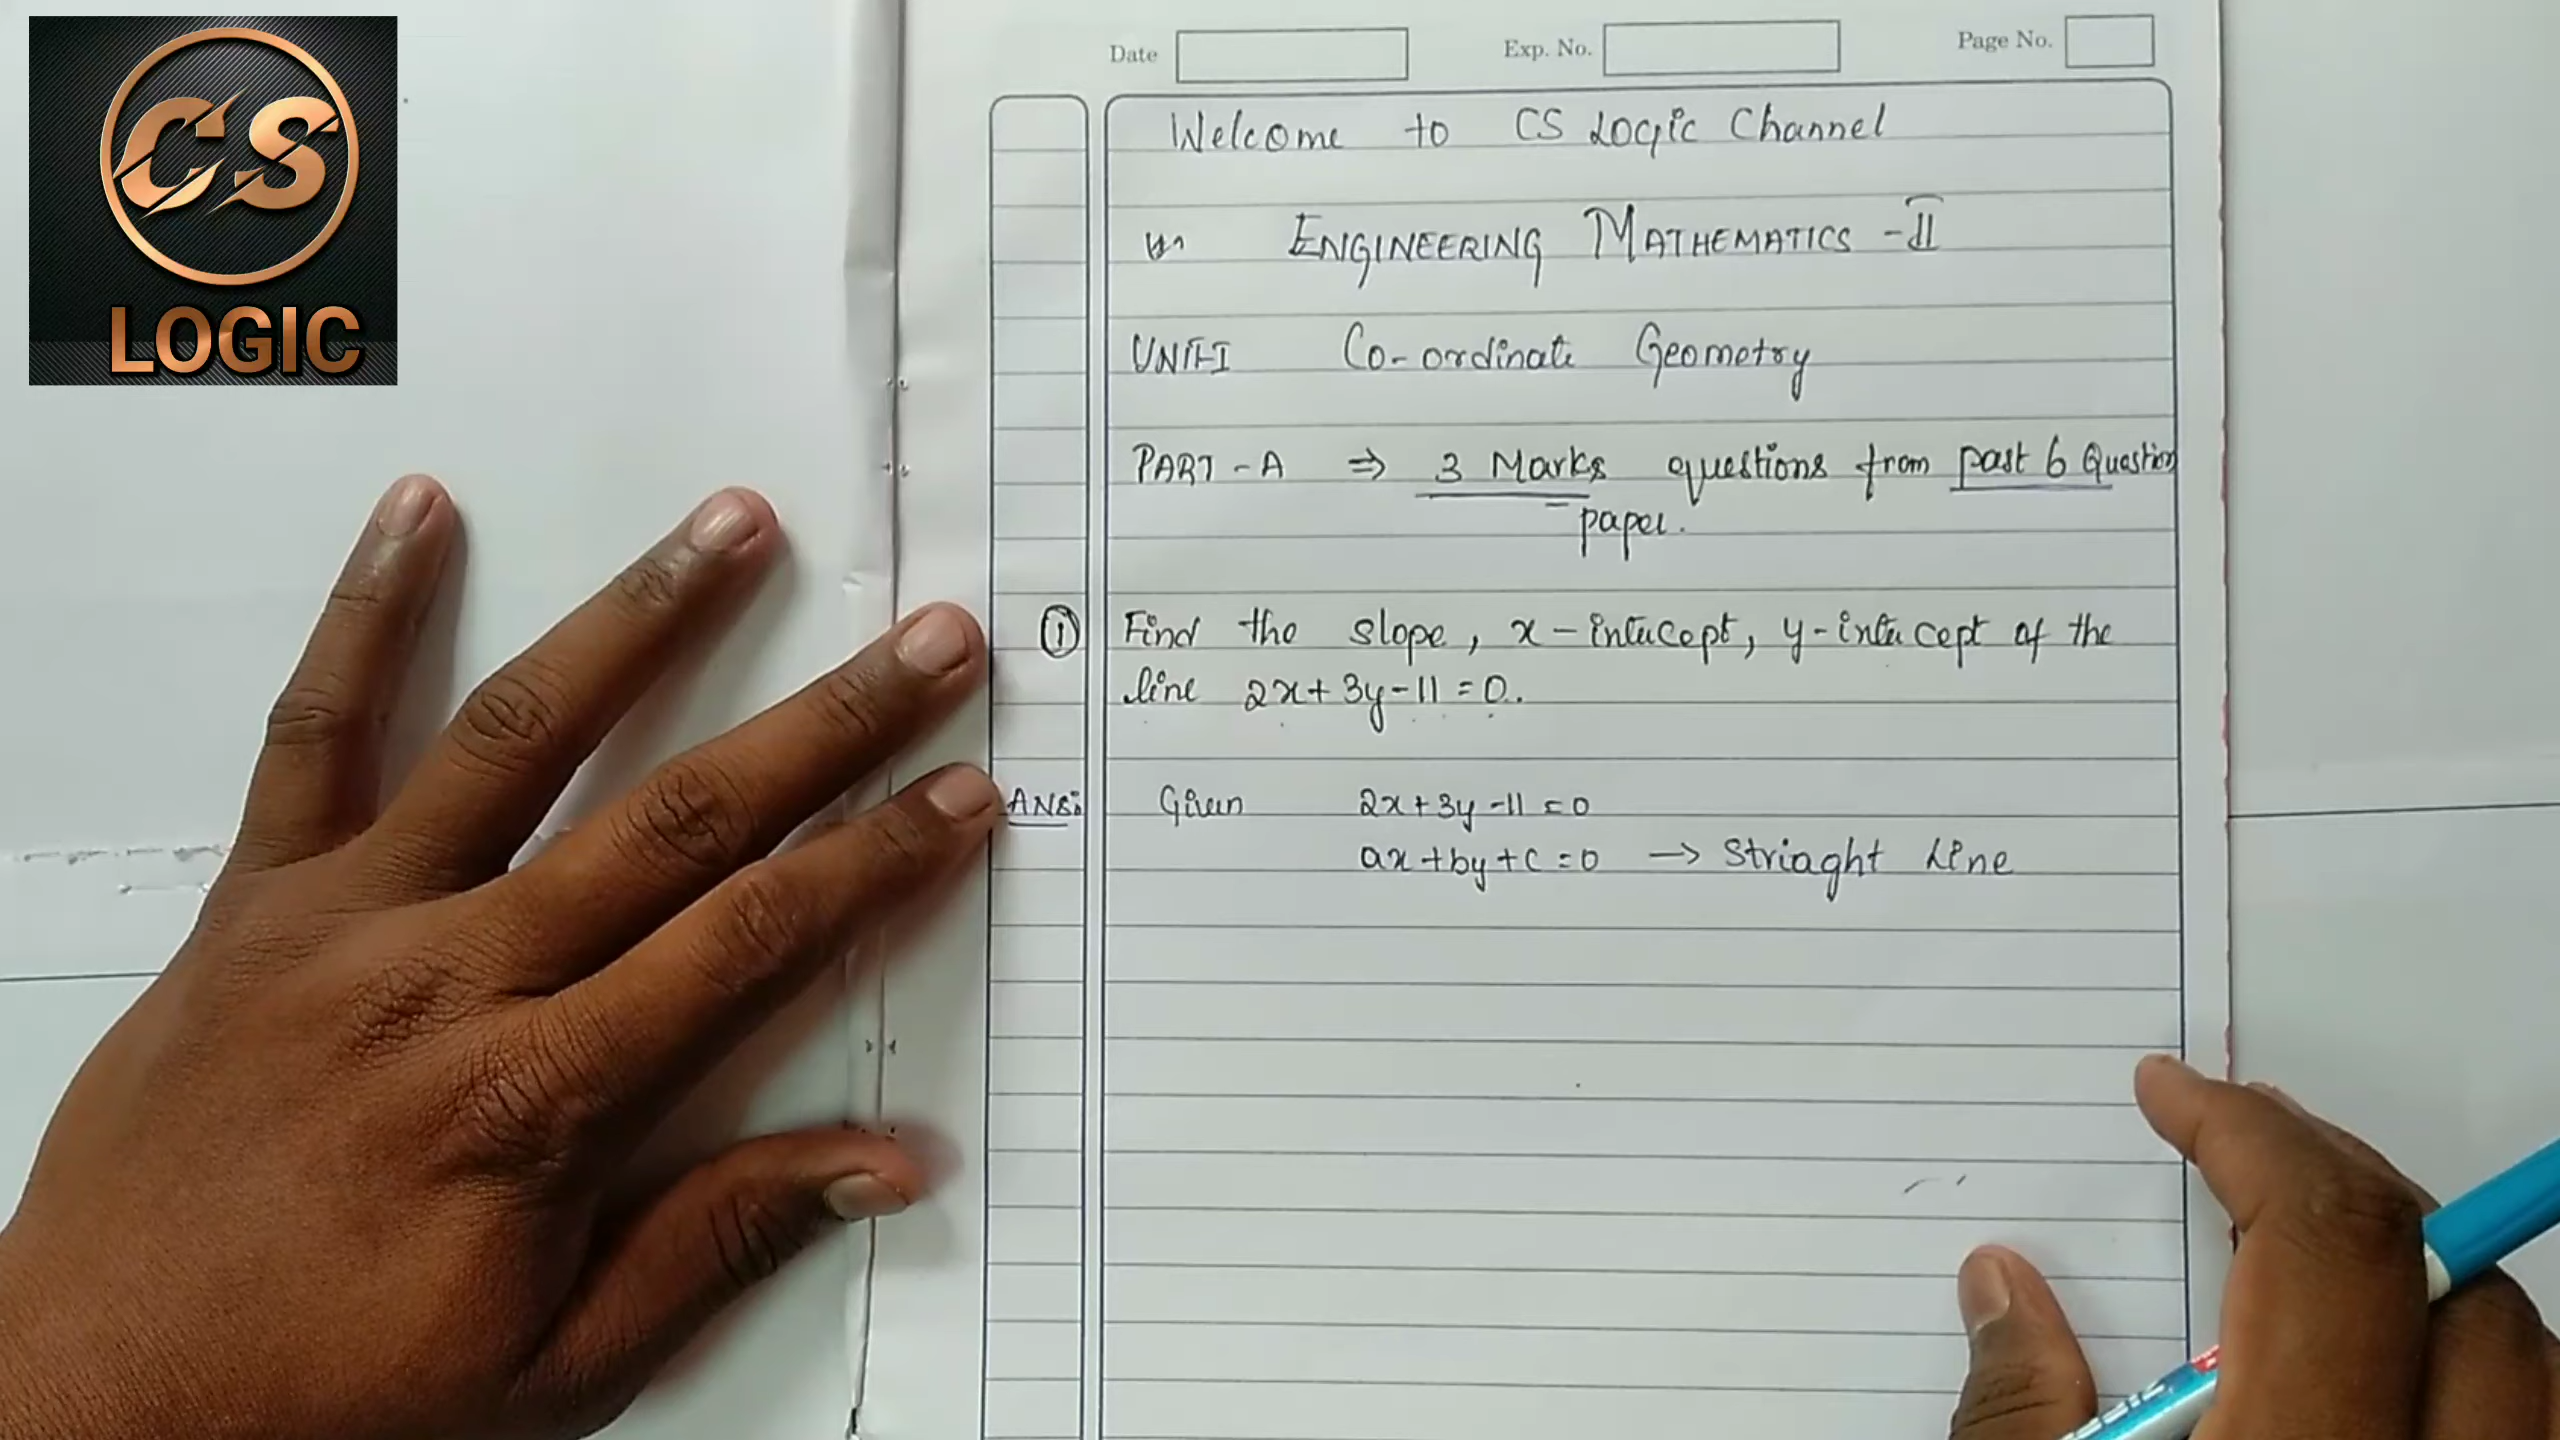 CS
LOGIC
Date Exp. No. Page No.
Welcome to CS Logic Channel
ENGINEERING MATHEMATICS - II
UNIT-I Co-ordinate Geometry
PART - A ⇒ 3 Marks questions from past 6 Question
paper.
① Find the slope, x - intercept, y - intercept of the
line 2x + 3y - 11 = 0.
ANS: Given 2x + 3y - 11 = 0
ax + by + c = 0 → Striaght Line